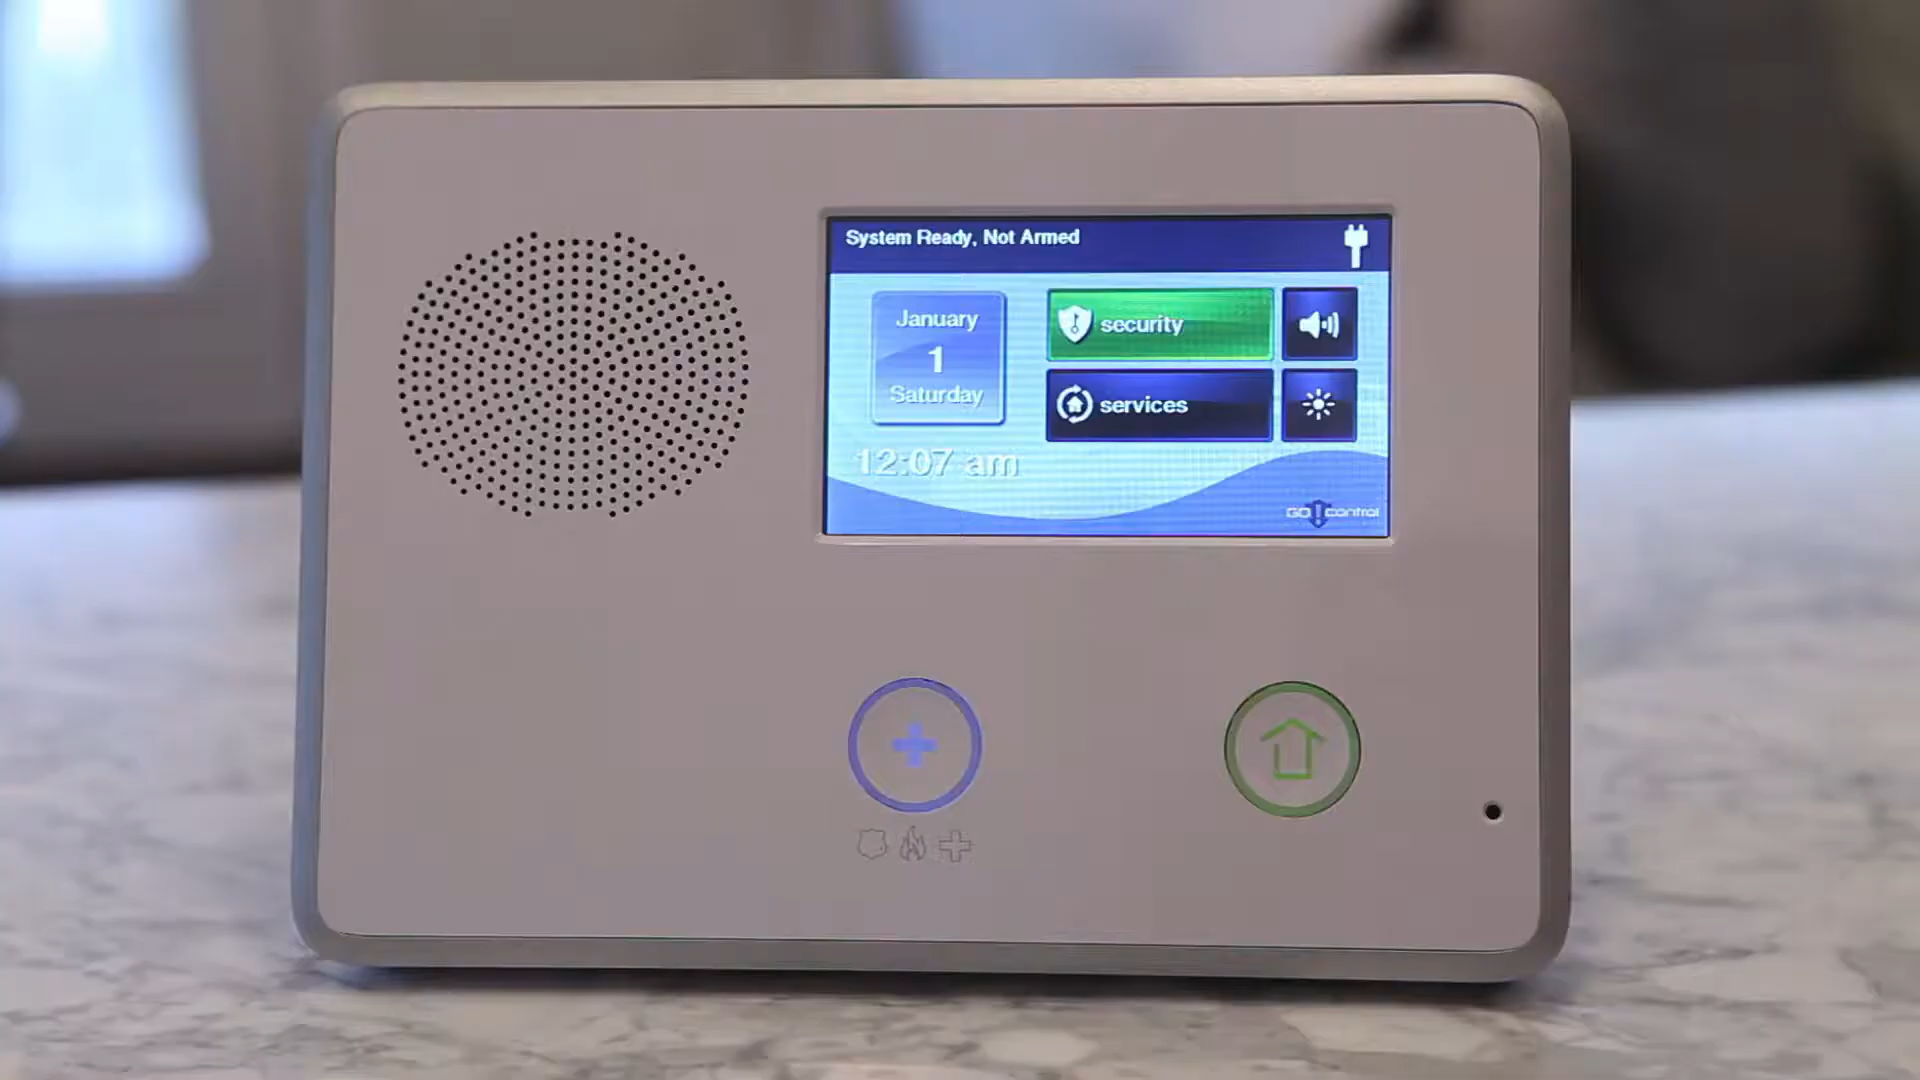 System Ready, Not Armed
January
1
Saturday
security
services
12:07 am
GO!control